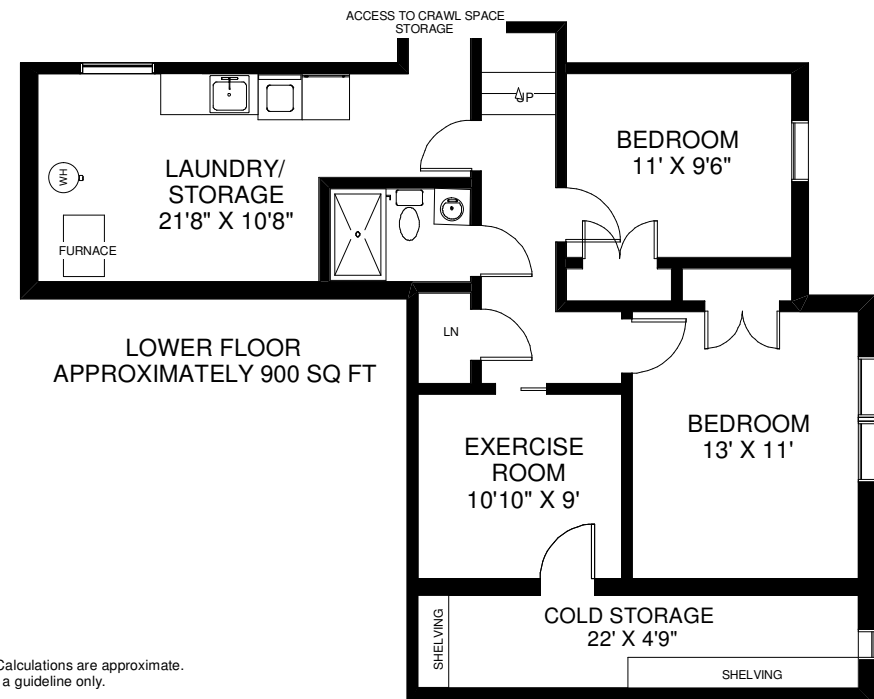 ACCESS TO CRAWL SPACE
STORAGE
UP
BEDROOM
11' X 9'6"
LAUNDRY/
STORAGE
21'8" X 10'8"
WH
FURNACE
LN
LOWER FLOOR
APPROXIMATELY 900 SQ FT
BEDROOM
13' X 11'
EXERCISE
ROOM
10'10" X 9'
COLD STORAGE
22' X 4'9"
SHELVING
SHELVING
Calculations are approximate.
a guideline only.